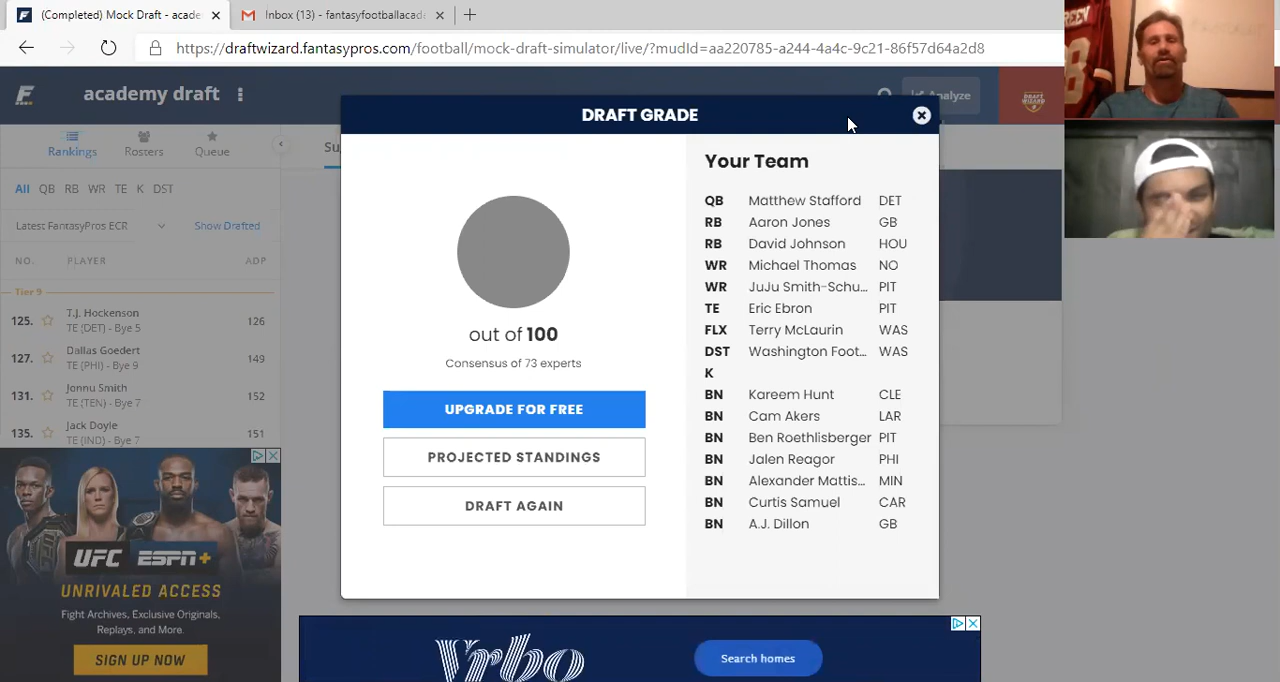 (Completed) Mock Draft - acade
Inbox (13) - fantasyfootballacade
https://draftwizard.fantasypros.com/football/mock-draft-simulator/live/?mudId=aa220785-a244-4a4c-9c21-86f57d64a2d8
REEN
academy draft
Analyze
DRAFT WIZARD
Rankings
Rosters
Queue
Su
All QB RB WR TE K DST
Latest FantasyPros ECR
Show Drafted
NO. PLAYER ADP
Tier 9
125. T.J. Hockenson 126
TE (DET) - Bye 5
127. Dallas Goedert 149
TE (PHI) - Bye 9
131. Jonnu Smith 152
TE (TEN) - Bye 7
135. Jack Doyle 151
TE (IND) - Bye 7
UFC ESPN+
UNRIVALED ACCESS
Fight Archives, Exclusive Originals,
Replays, and More.
SIGN UP NOW
DRAFT GRADE
out of 100
Consensus of 73 experts
UPGRADE FOR FREE
PROJECTED STANDINGS
DRAFT AGAIN
Your Team
QB Matthew Stafford DET
RB Aaron Jones GB
RB David Johnson HOU
WR Michael Thomas NO
WR JuJu Smith-Schu... PIT
TE Eric Ebron PIT
FLX Terry McLaurin WAS
DST Washington Foot... WAS
K
BN Kareem Hunt CLE
BN Cam Akers LAR
BN Ben Roethlisberger PIT
BN Jalen Reagor PHI
BN Alexander Mattis... MIN
BN Curtis Samuel CAR
BN A.J. Dillon GB
Vrbo
Search homes